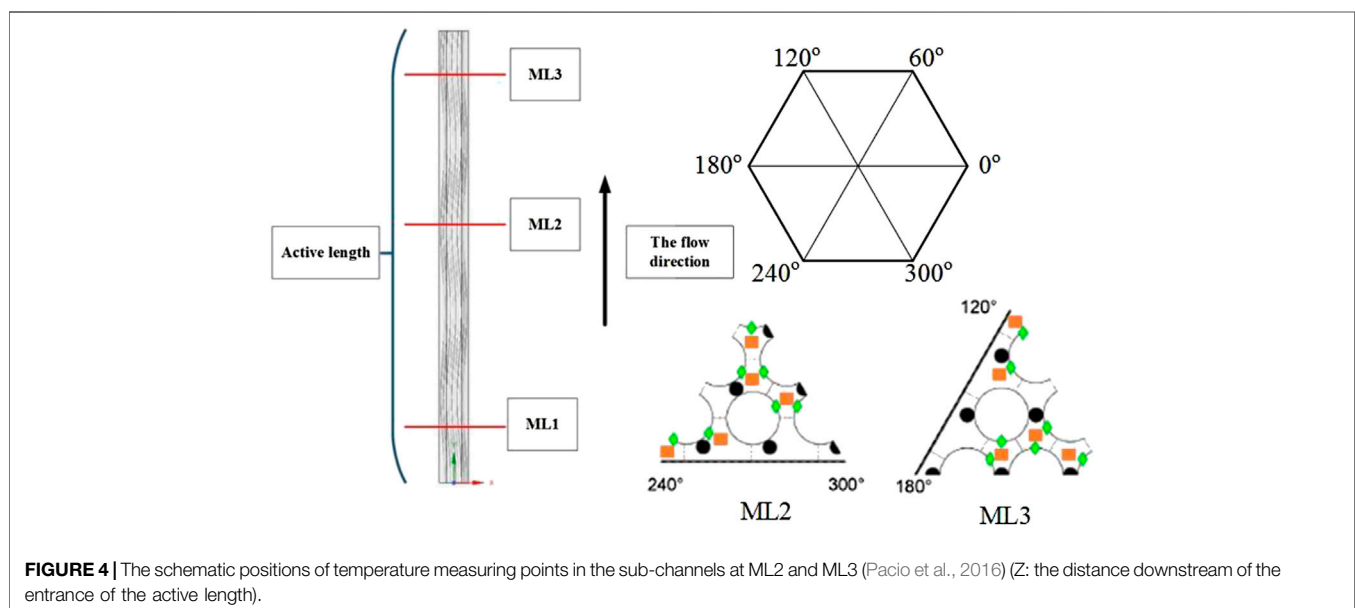 ML3
ML2
Active length
The flow
direction
ML1
x
120°
60°
180°
0°
240°
300°
240°
300°
ML2
120°
180°
ML3
FIGURE 4 | The schematic positions of temperature measuring points in the sub-channels at ML2 and ML3 (Pacio et al., 2016) (Z: the distance downstream of the
entrance of the active length).